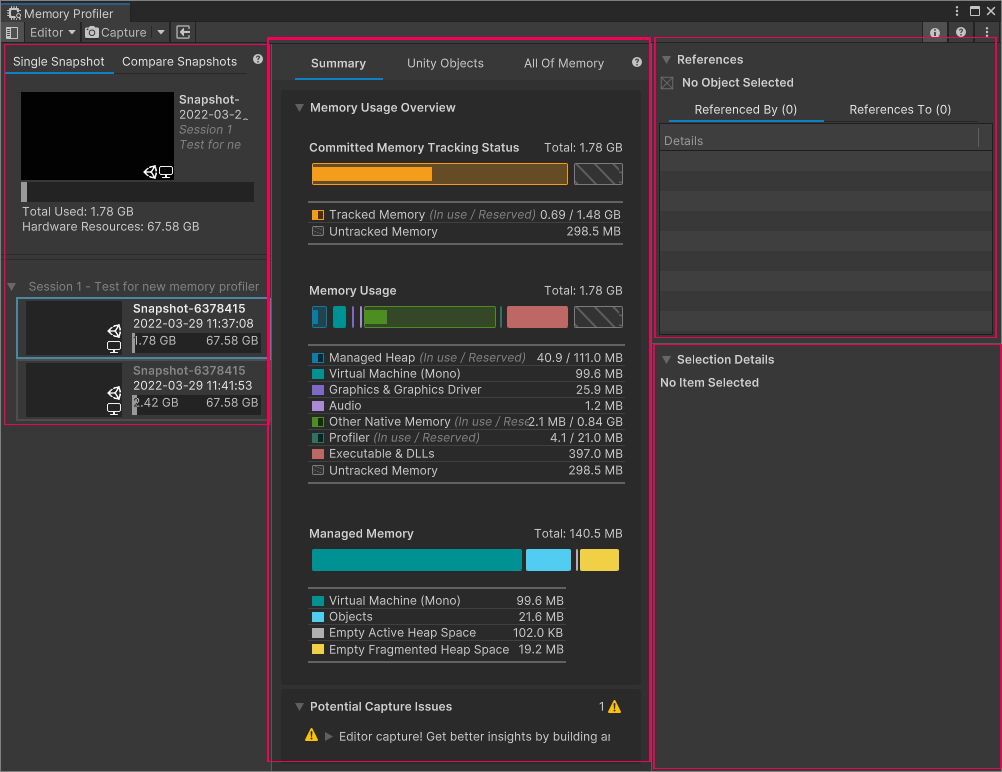 Memory Profiler
Editor
Capture
Single Snapshot
Compare Snapshots
Snapshot-
2022-03-2_
Session 1
Test for ne
Total Used: 1.78 GB
Hardware Resources: 67.58 GB
Session 1 - Test for new memory profiler
Snapshot-6378415
2022-03-29 11:37:08
1.78 GB 67.58 GB
Snapshot-6378415
2022-03-29 11:41:53
2.42 GB 67.58 GB
Summary
Unity Objects
All Of Memory
Memory Usage Overview
Committed Memory Tracking Status Total: 1.78 GB
Tracked Memory (In use / Reserved) 0.69 / 1.48 GB
Untracked Memory 298.5 MB
Memory Usage Total: 1.78 GB
Managed Heap (In use / Reserved) 40.9 / 111.0 MB
Virtual Machine (Mono) 99.6 MB
Graphics & Graphics Driver 25.9 MB
Audio 1.2 MB
Other Native Memory (In use / Rese 2.1 MB / 0.84 GB
Profiler (In use / Reserved) 4.1 / 21.0 MB
Executable & DLLs 397.0 MB
Untracked Memory 298.5 MB
Managed Memory Total: 140.5 MB
Virtual Machine (Mono) 99.6 MB
Objects 21.6 MB
Empty Active Heap Space 102.0 KB
Empty Fragmented Heap Space 19.2 MB
Potential Capture Issues 1
Editor capture! Get better insights by building an
References
No Object Selected
Referenced By (0)
References To (0)
Details
Selection Details
No Item Selected